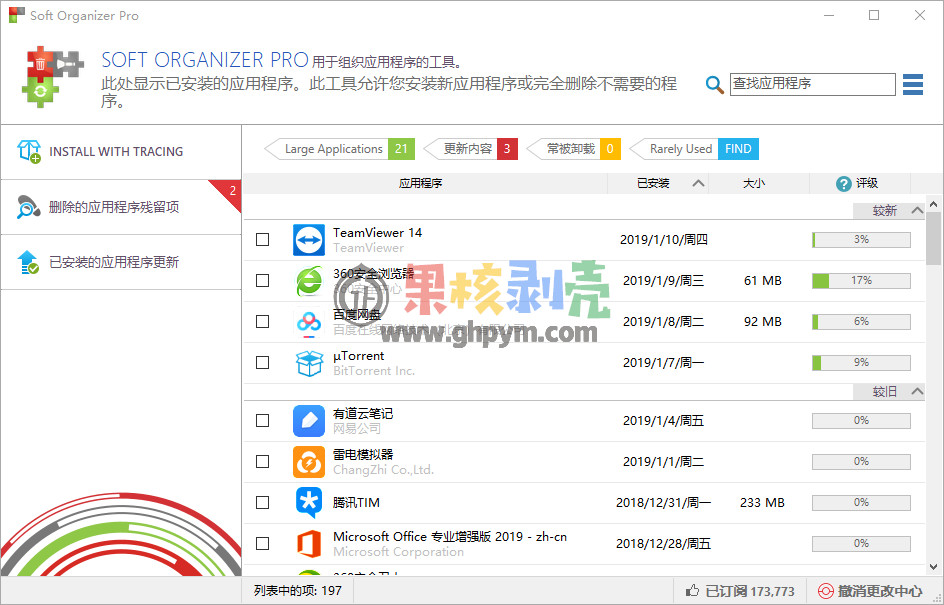 Soft Organizer Pro
SOFT ORGANIZER PRO 用于组织应用程序的工具。
此处显示已安装的应用程序。此工具允许您安装新应用程序或完全删除不需要的程
序。
查找应用程序
INSTALL WITH TRACING
删除的应用程序残留项
2
已安装的应用程序更新
Large Applications 21
更新内容 3
常被卸载 0
Rarely Used FIND
应用程序 已安装 大小 ? 评级
较新
TeamViewer 14
TeamViewer
2019/1/10/周四
3%
360安全浏览器
2019/1/9/周三
61 MB
17%
百度网盘
2019/1/8/周二
92 MB
6%
果核剥壳
www.ghpym.com
µTorrent
BitTorrent Inc.
2019/1/7/周一
9%
较旧
有道云笔记
网易公司
2019/1/4/周五
0%
雷电模拟器
ChangZhi Co.,Ltd.
2019/1/1/周二
0%
腾讯TIM
2018/12/31/周一
233 MB
0%
Microsoft Office 专业增强版 2019 - zh-cn
Microsoft Corporation
2018/12/28/周五
0%
列表中的项: 197
已订阅 173,773
撤消更改中心